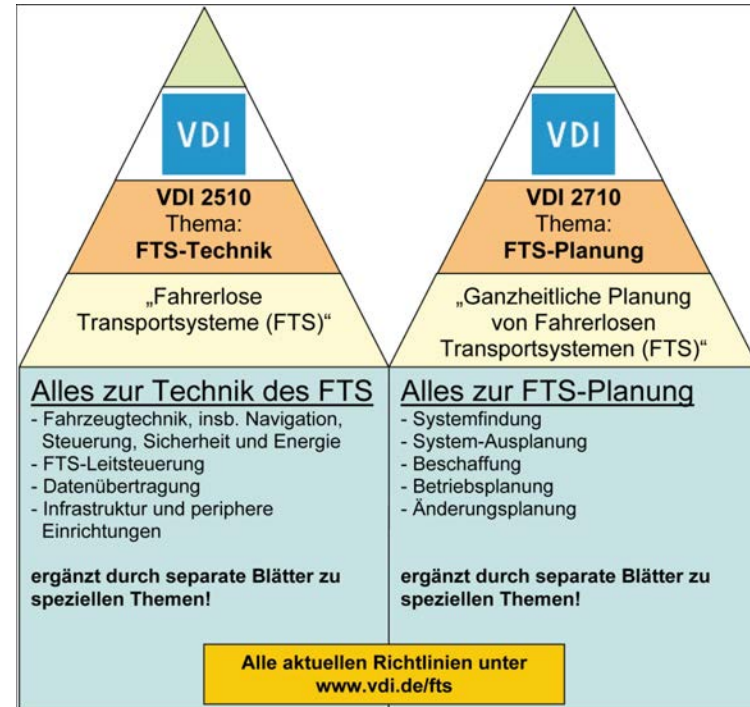 VDI
VDI 2510
Thema:
FTS-Technik
„Fahrerlose
Transportsysteme (FTS)“
Alles zur Technik des FTS
- Fahrzeugtechnik, insb. Navigation,
Steuerung, Sicherheit und Energie
- FTS-Leitsteuerung
- Datenübertragung
- Infrastruktur und periphere
Einrichtungen
ergänzt durch separate Blätter zu
speziellen Themen!
VDI
VDI 2710
Thema:
FTS-Planung
„Ganzheitliche Planung
von Fahrerlosen
Transportsystemen (FTS)“
Alles zur FTS-Planung
- Systemfindung
- System-Ausplanung
- Beschaffung
- Betriebsplanung
- Änderungsplanung
ergänzt durch separate Blätter zu
speziellen Themen!
Alle aktuellen Richtlinien unter
www.vdi.de/fts